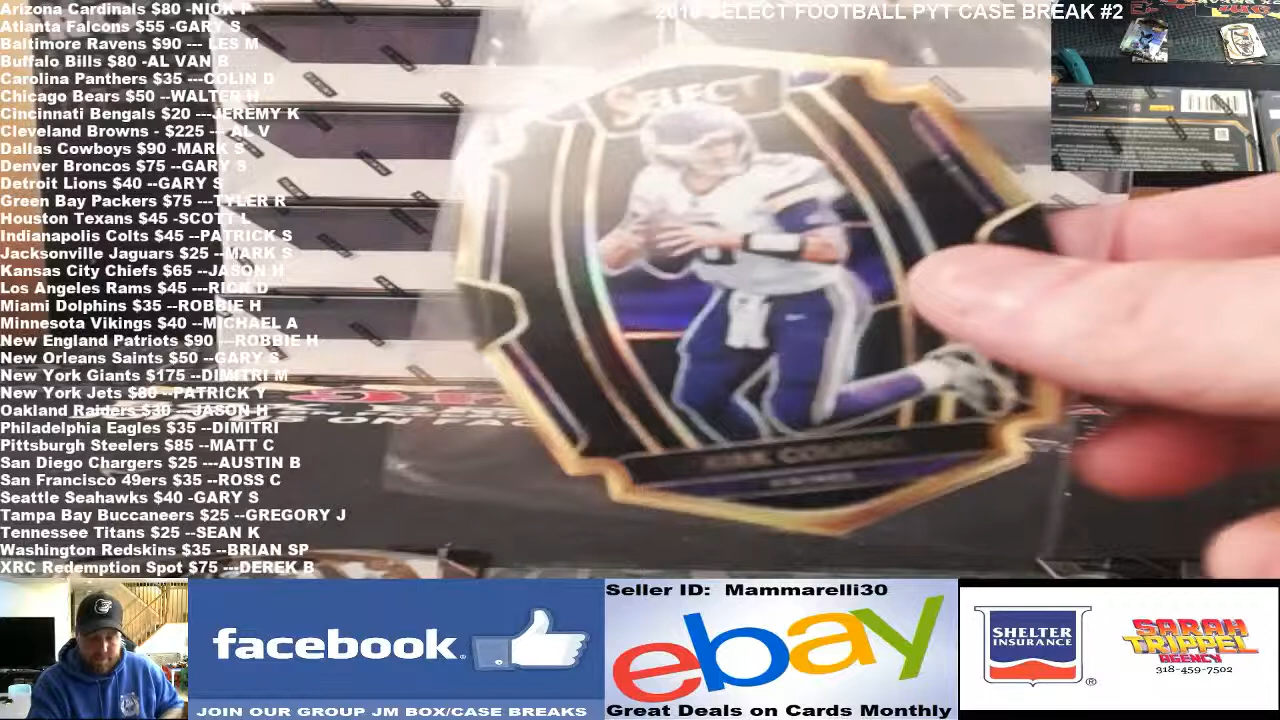 Arizona Cardinals $80 -NICK P
Atlanta Falcons $55 -GARY S
Baltimore Ravens $90 --- LES M
Buffalo Bills $80 -AL VAN B
Carolina Panthers $35 ---COLIN D
Chicago Bears $50 --WALTER H
Cincinnati Bengals $20 ---JEREMY K
Cleveland Browns - $225 --- AL V
Dallas Cowboys $90 -MARK S
Denver Broncos $75 --GARY S
Detroit Lions $40 --GARY S
Green Bay Packers $75 ---TYLER R
Houston Texans $45 -SCOTT L
Indianapolis Colts $45 --PATRICK S
Jacksonville Jaguars $25 --MARK S
Kansas City Chiefs $65 --JASON H
Los Angeles Rams $45 --RICK D
Miami Dolphins $35 --ROBBIE H
Minnesota Vikings $40 --MICHAEL A
New England Patriots $90 ---ROBBIE H
New Orleans Saints $50 --GARY S
New York Giants $175 --DIMITRI M
New York Jets $80 --PATRICK Y
Oakland Raiders $30 --JASON H
Philadelphia Eagles $35 --DIMITRI
Pittsburgh Steelers $85 --MATT C
San Diego Chargers $25 ---AUSTIN B
San Francisco 49ers $35 --ROSS C
Seattle Seahawks $40 -GARY S
Tampa Bay Buccaneers $25 --GREGORY J
Tennessee Titans $25 --SEAN K
Washington Redskins $35 --BRIAN SP
XRC Redemption Spot $75 ---DEREK B
SELECT FOOTBALL PYT CASE BREAK #2
SELECT
facebook
JOIN OUR GROUP JM BOX/CASE BREAKS
Seller ID: Mammarelli30
ebay
Great Deals on Cards Monthly
SHELTER
INSURANCE
®
SARAH
TRIPPEL
AGENCY
318-459-7502